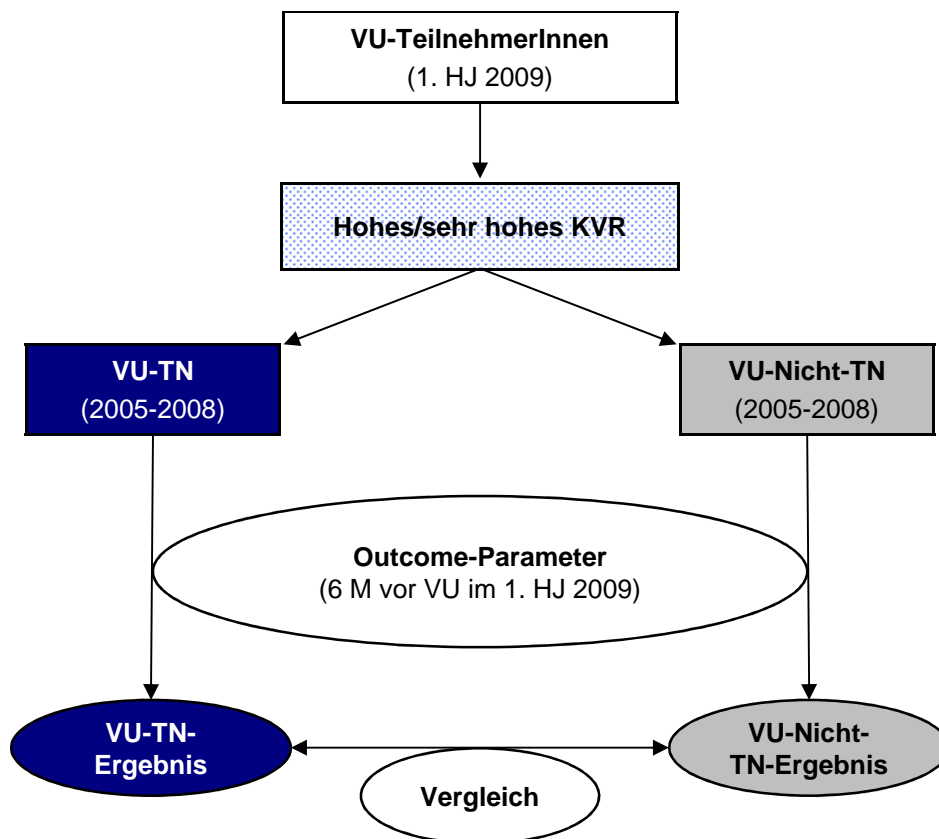 VU-TeilnehmerInnen
(1. HJ 2009)
Hohes/sehr hohes KVR
VU-TN
(2005-2008)
VU-Nicht-TN
(2005-2008)
Outcome-Parameter
(6 M vor VU im 1. HJ 2009)
VU-TN-
Ergebnis
VU-Nicht-
TN-Ergebnis
Vergleich